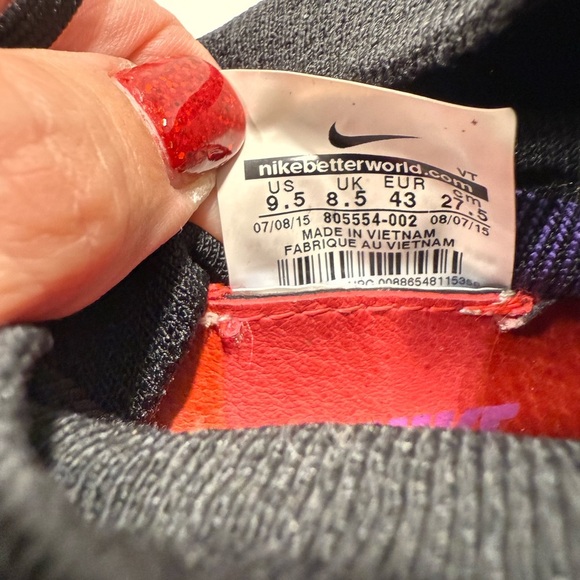 nikebetterworld.com
VT
US UK EUR cm
9.5 8.5 43 27.5
07/08/15 805554-002 08/07/15
MADE IN VIETNAM
FABRIQUE AU VIETNAM